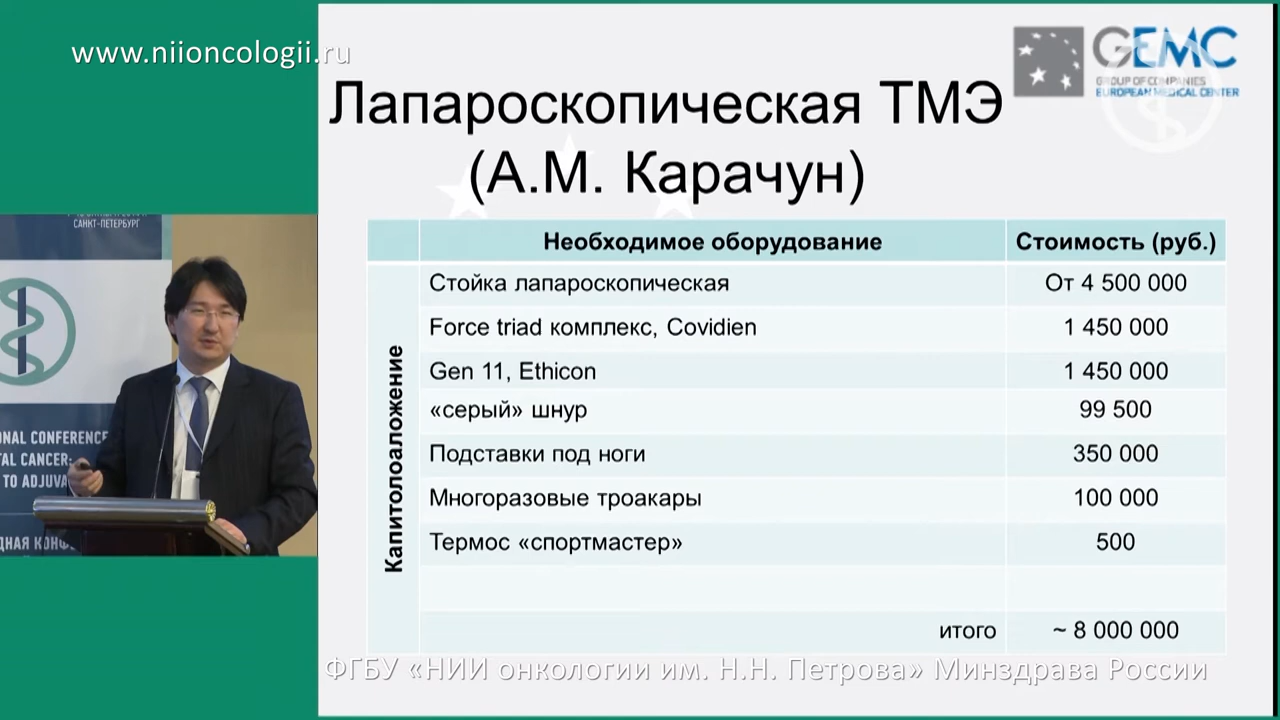 www.niioncologii.ru
GEMC
GROUP OF COMPANIES
EUROPEAN MEDICAL CENTER
Лапароскопическая ТМЭ
(А.М. Карачун)
Необходимое оборудование Стоимость (руб.)
Капитолоаложение
Стойка лапароскопическая От 4 500 000
Force triad комплекс, Covidien 1 450 000
Gen 11, Ethicon 1 450 000
«серый» шнур 99 500
Подставки под ноги 350 000
Многоразовые троакары 100 000
Термос «спортмастер» 500
итого ~ 8 000 000
ФГБУ «НИИ онкологии им. Н.Н. Петрова» Минздрава России
САНКТ-ПЕТЕРБУРГ
ONAL CONFERENCE
TAL CANCER:
TO ADJUVA
ДНАЯ КОНФ